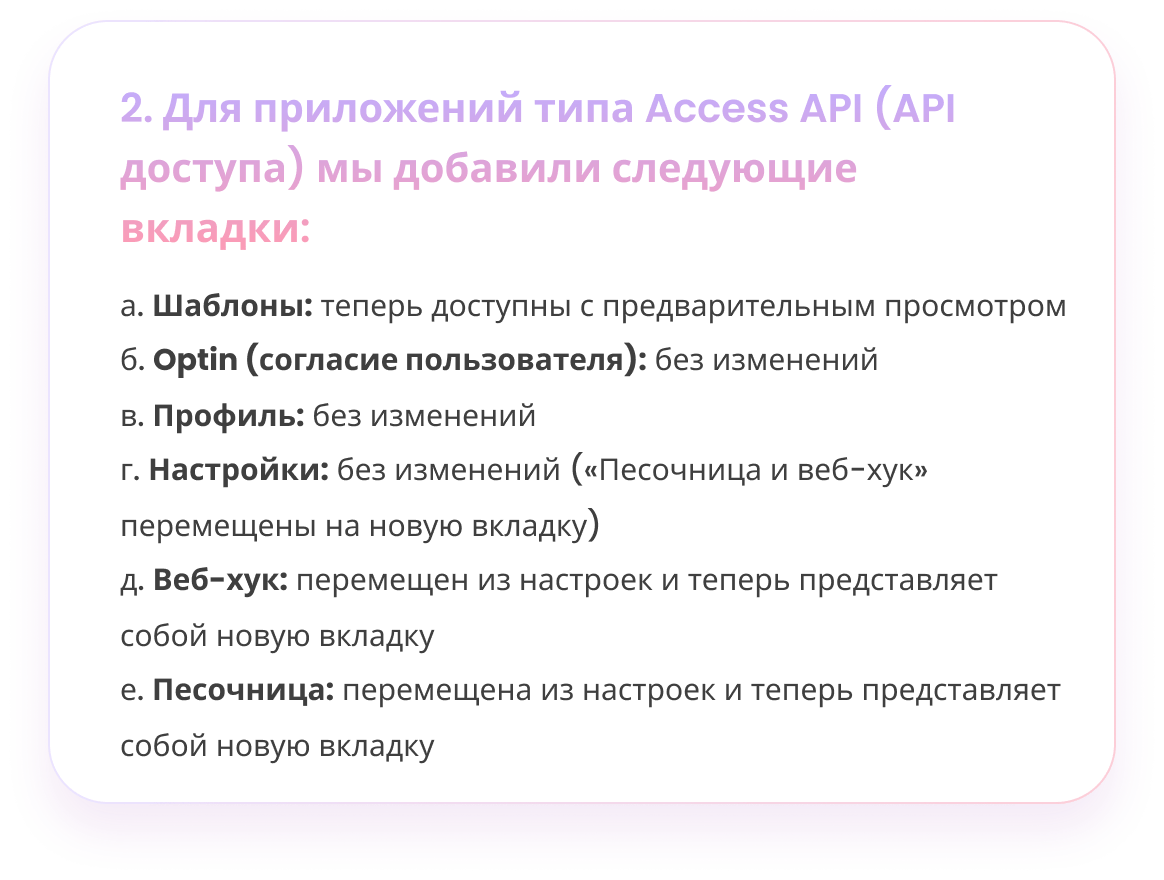 2. Для приложений типа Access API (API
доступа) мы добавили следующие
вкладки:
а. Шаблоны: теперь доступны с предварительным просмотром
б. Optin (согласие пользователя): без изменений
в. Профиль: без изменений
г. Настройки: без изменений («Песочница и веб-хук»
перемещены на новую вкладку)
д. Веб-хук: перемещен из настроек и теперь представляет
собой новую вкладку
е. Песочница: перемещена из настроек и теперь представляет
собой новую вкладку